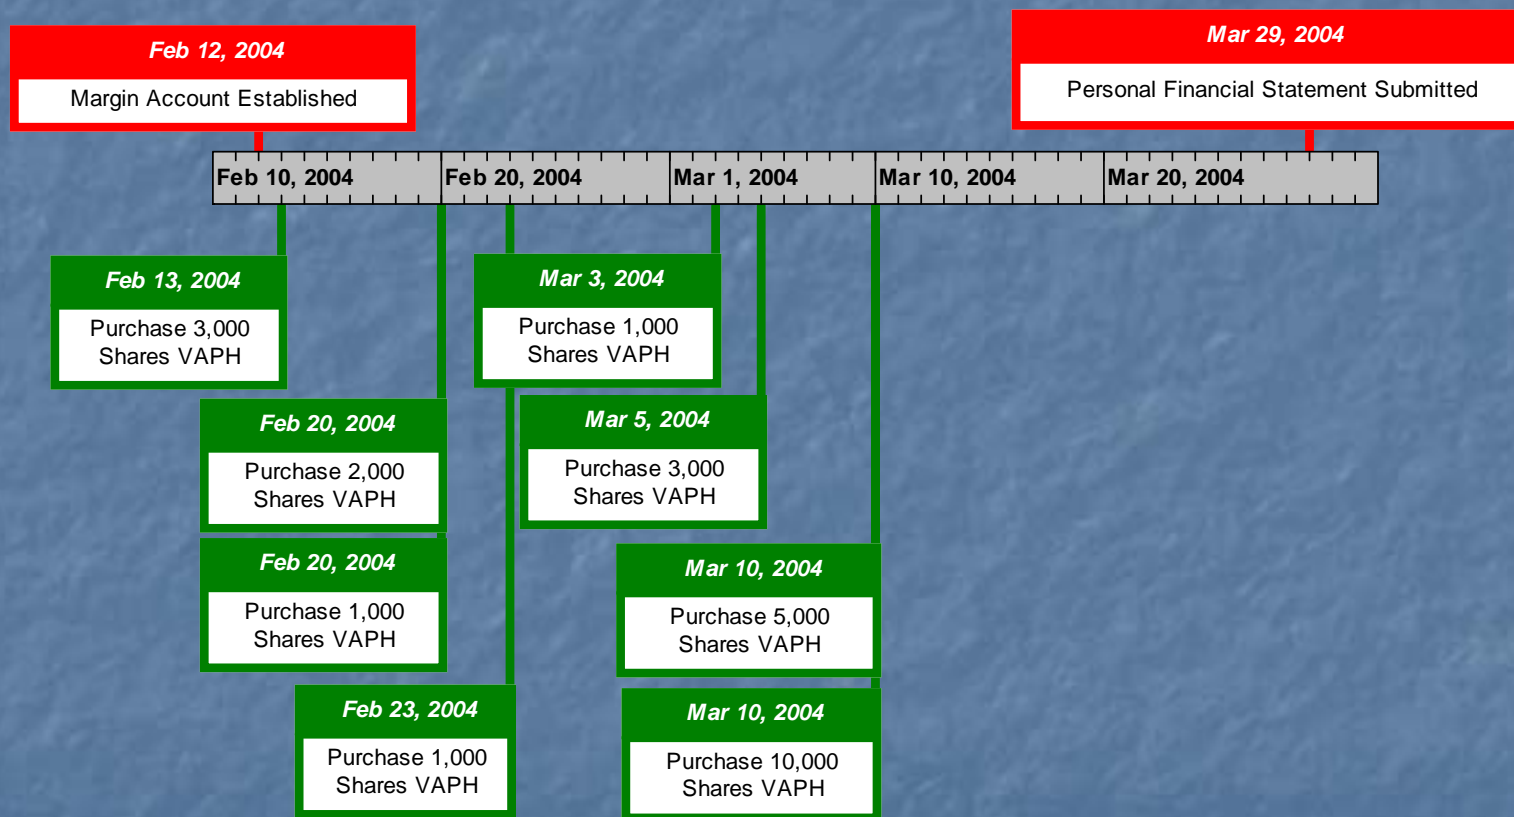 Feb 12, 2004
Margin Account Established
Mar 29, 2004
Personal Financial Statement Submitted
Feb 10, 2004
Feb 20, 2004
Mar 1, 2004
Mar 10, 2004
Mar 20, 2004
Feb 13, 2004
Purchase 3,000
Shares VAPH
Mar 3, 2004
Purchase 1,000
Shares VAPH
Feb 20, 2004
Purchase 2,000
Shares VAPH
Mar 5, 2004
Purchase 3,000
Shares VAPH
Feb 20, 2004
Purchase 1,000
Shares VAPH
Mar 10, 2004
Purchase 5,000
Shares VAPH
Feb 23, 2004
Purchase 1,000
Shares VAPH
Mar 10, 2004
Purchase 10,000
Shares VAPH